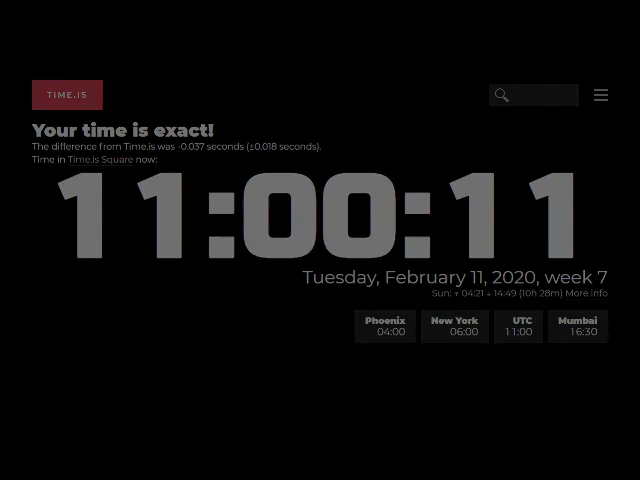 TIME.IS
Your time is exact!
The difference from Time.is was -0.037 seconds (±0.018 seconds).
Time in Time.is Square now:
11:00:11
Tuesday, February 11, 2020, week 7
Sun: ↑ 04:21 ↓ 14:49 (10h 28m) More info
Phoenix
04:00
New York
06:00
UTC
11:00
Mumbai
16:30